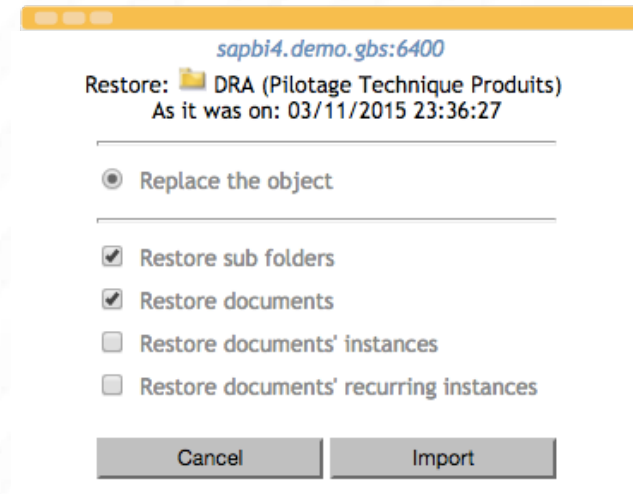 sapbi4.demo.gbs:6400
Restore: DRA (Pilotage Technique Produits)
As it was on: 03/11/2015 23:36:27
Replace the object
Restore sub folders
Restore documents
Restore documents' instances
Restore documents' recurring instances
Cancel Import